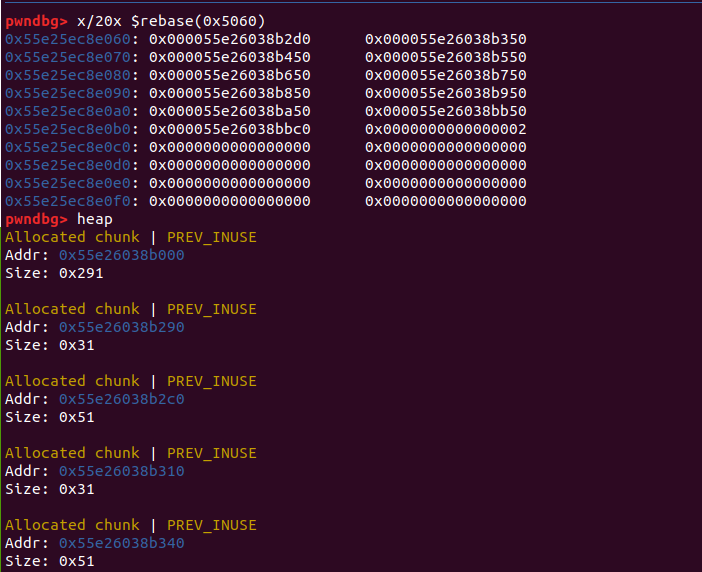 pwndbg> x/20x $rebase(0x5060)
0x55e25ec8e060: 0x000055e26038b2d0 0x000055e26038b350
0x55e25ec8e070: 0x000055e26038b450 0x000055e26038b550
0x55e25ec8e080: 0x000055e26038b650 0x000055e26038b750
0x55e25ec8e090: 0x000055e26038b850 0x000055e26038b950
0x55e25ec8e0a0: 0x000055e26038ba50 0x000055e26038bb50
0x55e25ec8e0b0: 0x000055e26038bbc0 0x0000000000000002
0x55e25ec8e0c0: 0x0000000000000000 0x0000000000000000
0x55e25ec8e0d0: 0x0000000000000000 0x0000000000000000
0x55e25ec8e0e0: 0x0000000000000000 0x0000000000000000
0x55e25ec8e0f0: 0x0000000000000000 0x0000000000000000
pwndbg> heap
Allocated chunk | PREV_INUSE
Addr: 0x55e26038b000
Size: 0x291
Allocated chunk | PREV_INUSE
Addr: 0x55e26038b290
Size: 0x31
Allocated chunk | PREV_INUSE
Addr: 0x55e26038b2c0
Size: 0x51
Allocated chunk | PREV_INUSE
Addr: 0x55e26038b310
Size: 0x31
Allocated chunk | PREV_INUSE
Addr: 0x55e26038b340
Size: 0x51